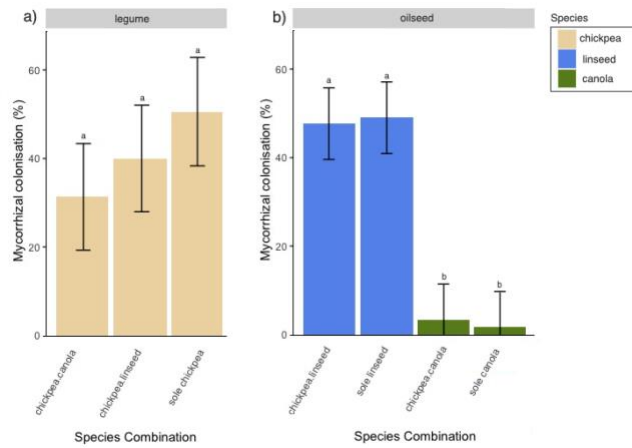 a)
legume
Mycorrhizal colonisation (%)
60
40
20
0
a
a
a
chickpea.canola
chickpea.linseed
sole chickpea
Species Combination
b)
oilseed
Mycorrhizal colonisation (%)
60
40
20
0
a
a
b
b
chickpea.linseed
sole linseed
chickpea.canola
sole canola
Species Combination
Species
chickpea
linseed
canola